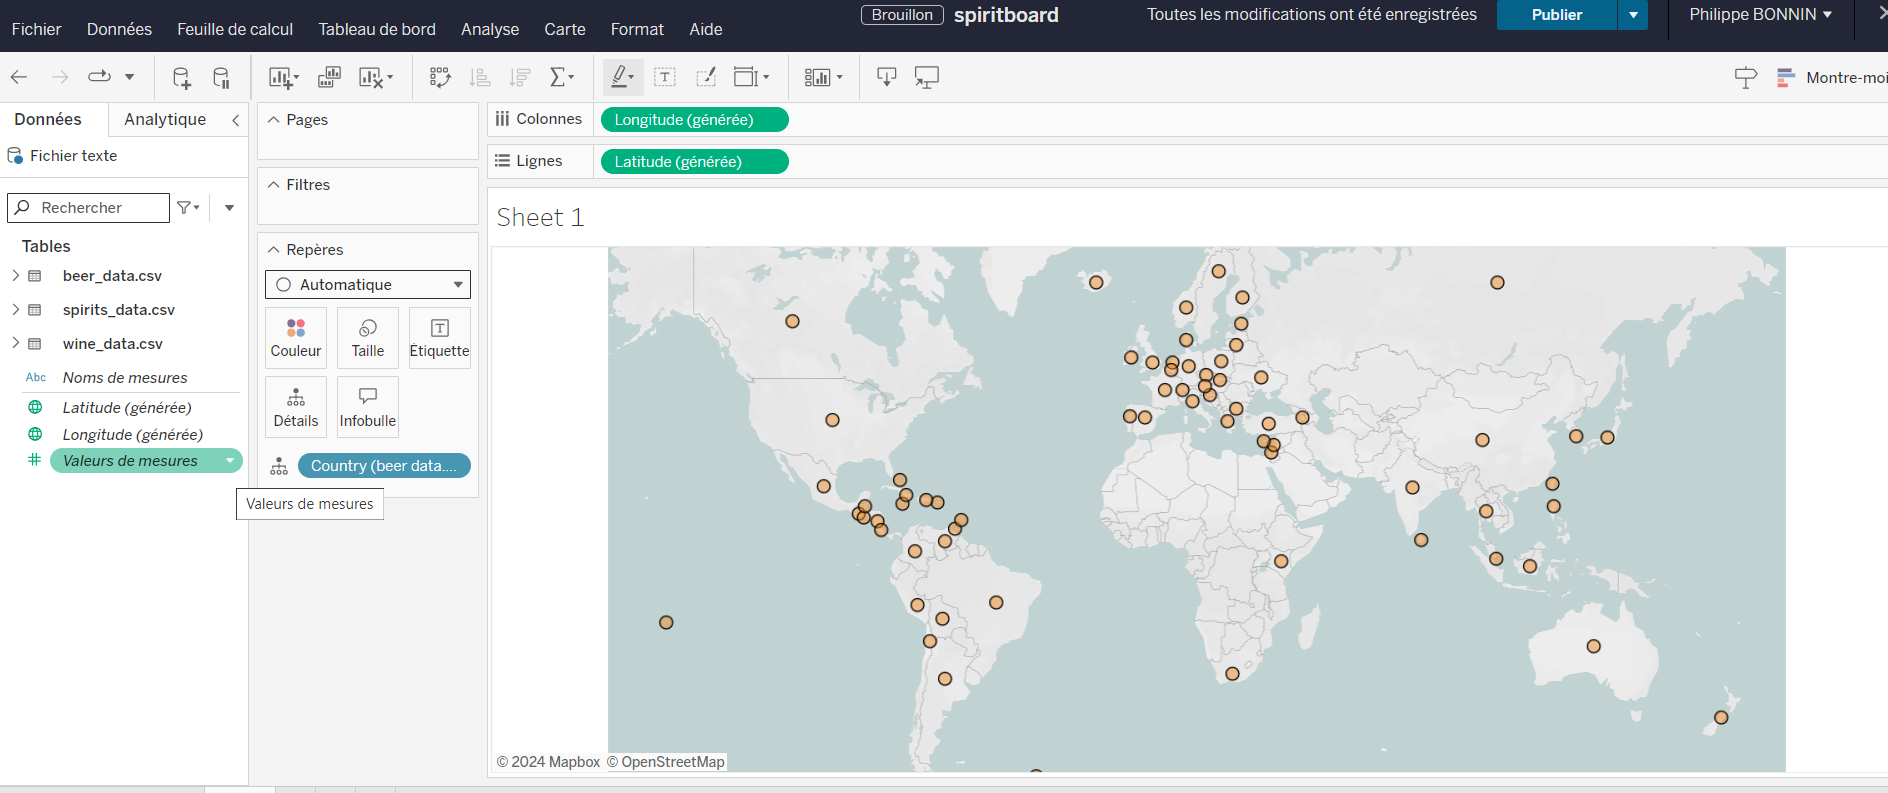 Brouillon spiritboard Toutes les modifications ont été enregistrées Publier Philippe BONNIN
Fichier Données Feuille de calcul Tableau de bord Analyse Carte Format Aide
Montre-moi
Données Analytique
Fichier texte
Rechercher
Tables
beer_data.csv
spirits_data.csv
wine_data.csv
Abc Noms de mesures
Latitude (générée)
Longitude (générée)
Valeurs de mesures
Valeurs de mesures
Pages
Filtres
Repères
Automatique
Couleur Taille Étiquette
Détails Infobulle
Country (beer data....
Colonnes Longitude (générée)
Lignes Latitude (générée)
Sheet 1
© 2024 Mapbox © OpenStreetMap